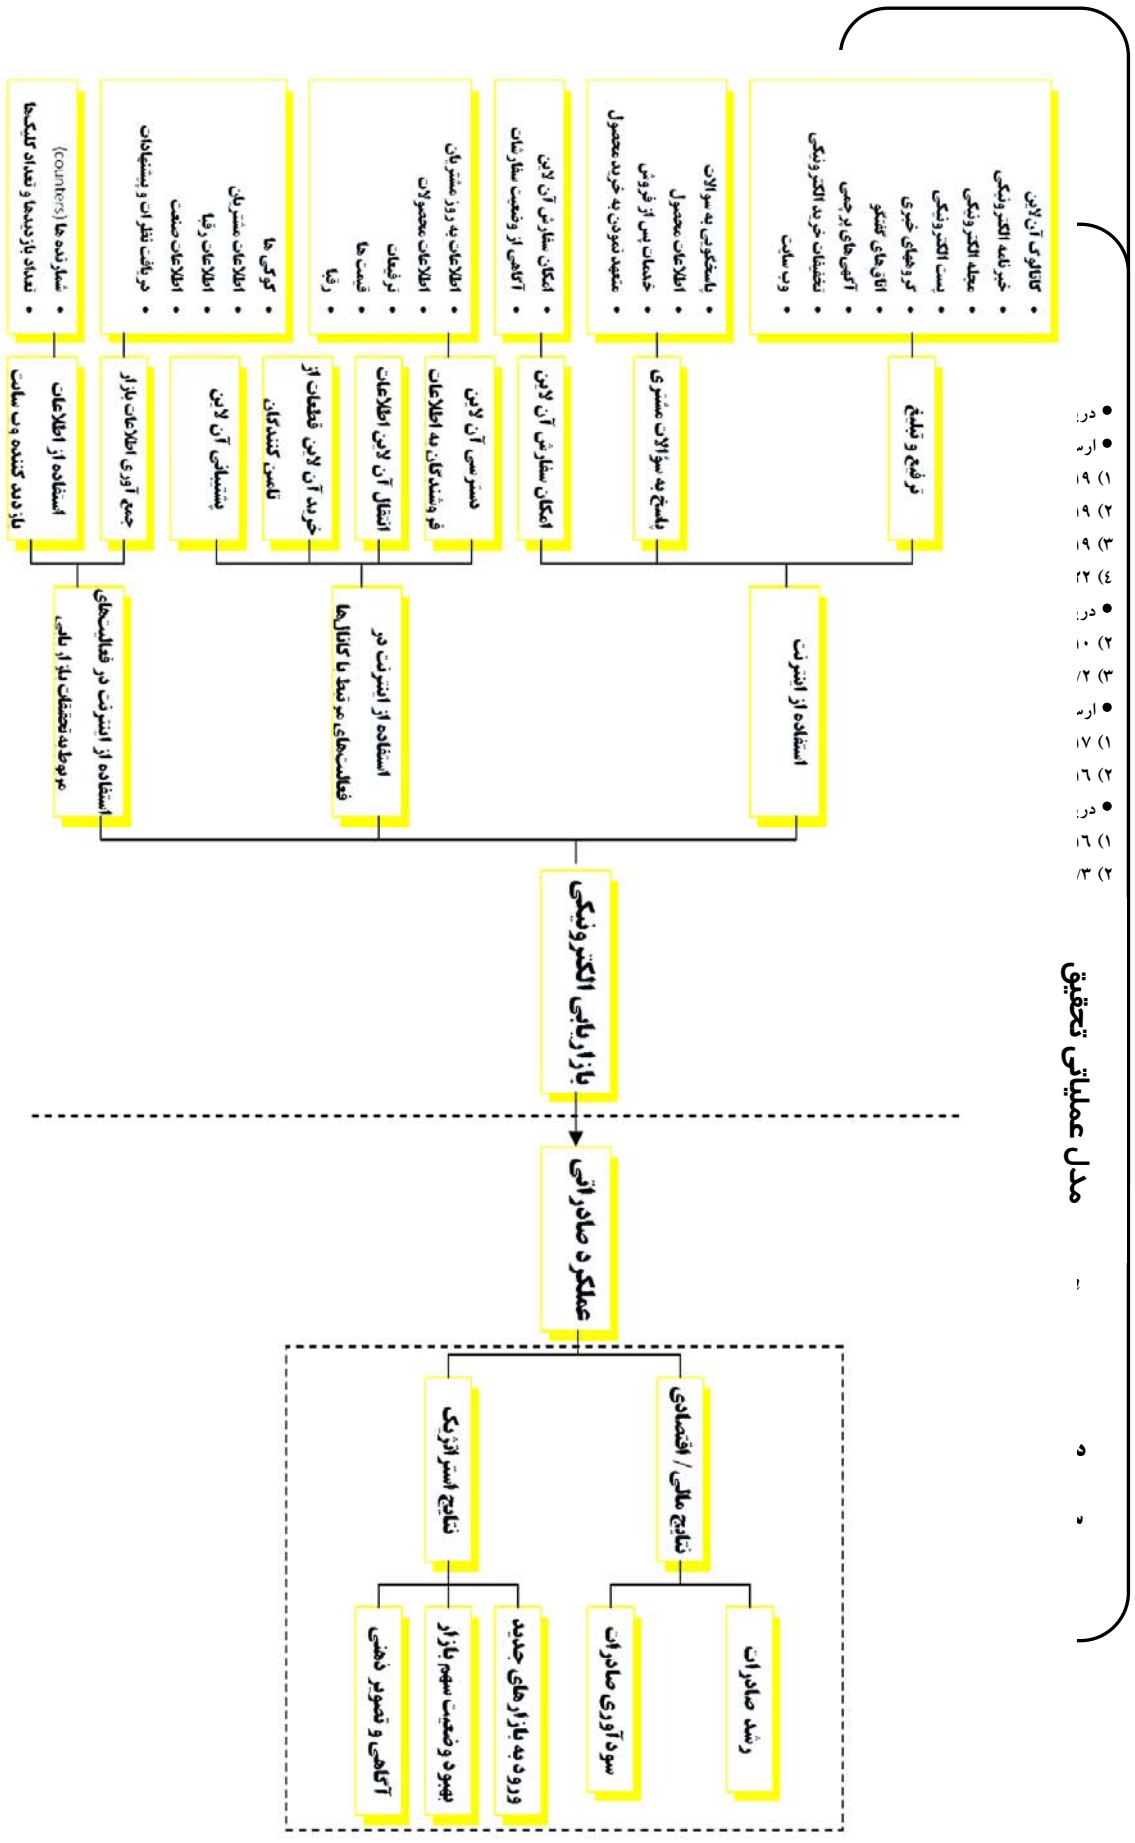 مدل عملیاتی تحقیق
کاتالوگ آن‌لاین
خبرنامه الکترونیکی
مجله الکترونیکی
پست الکترونیکی
گروههای خبری
اتاق‌های گفتگو
آگهی‌های پرچمی
تخفیفات خرید الکترونیکی
وب سایت
پاسخگویی به سوالات
اطلاعات محصول
خدمات پس از فروش
متعهد نمودن به خرید محصول
امکان سفارش آن لاین
آگاهی از وضعیت سفارشات
اطلاعات به روز مشتریان
اطلاعات محصولات
ترفیعات
قیمت ها
رقبا
کوکی ها
اطلاعات مشتریان
اطلاعات رقبا
اطلاعات صنعت
دریافت نظرات و پیشنهادات
شمارنده ها (counters)
تعداد بازدیدها و تعداد کلیک‌ها
ترفیع و تبلیغ
پاسخ به سؤالات مشتری
امکان سفارش آن لاین
دسترسی آن لاین
فروشندگان به اطلاعات
انتقال آن لاین اطلاعات
خرید آن لاین قطعات از
تامین کنندگان
پشتیبانی آن لاین
جمع آوری اطلاعات بازار
استفاده از اطلاعات
بازدید کننده وب سایت
استفاده از اینترنت
استفاده از اینترنت در
فعالیت‌های مرتبط با کانال‌ها
استفاده از اینترنت در فعالیت‌های
مربوط به تحقیقات بازاریابی
بازاریابی الکترونیکی
عملکرد صادراتی
نتایج مالی / اقتصادی
نتایج استراتژیک
رشد صادرات
سودآوری صادرات
ورود به بازارهای جدید
بهبود وضعیت سهم بازار
آگاهی و تصویر ذهنی